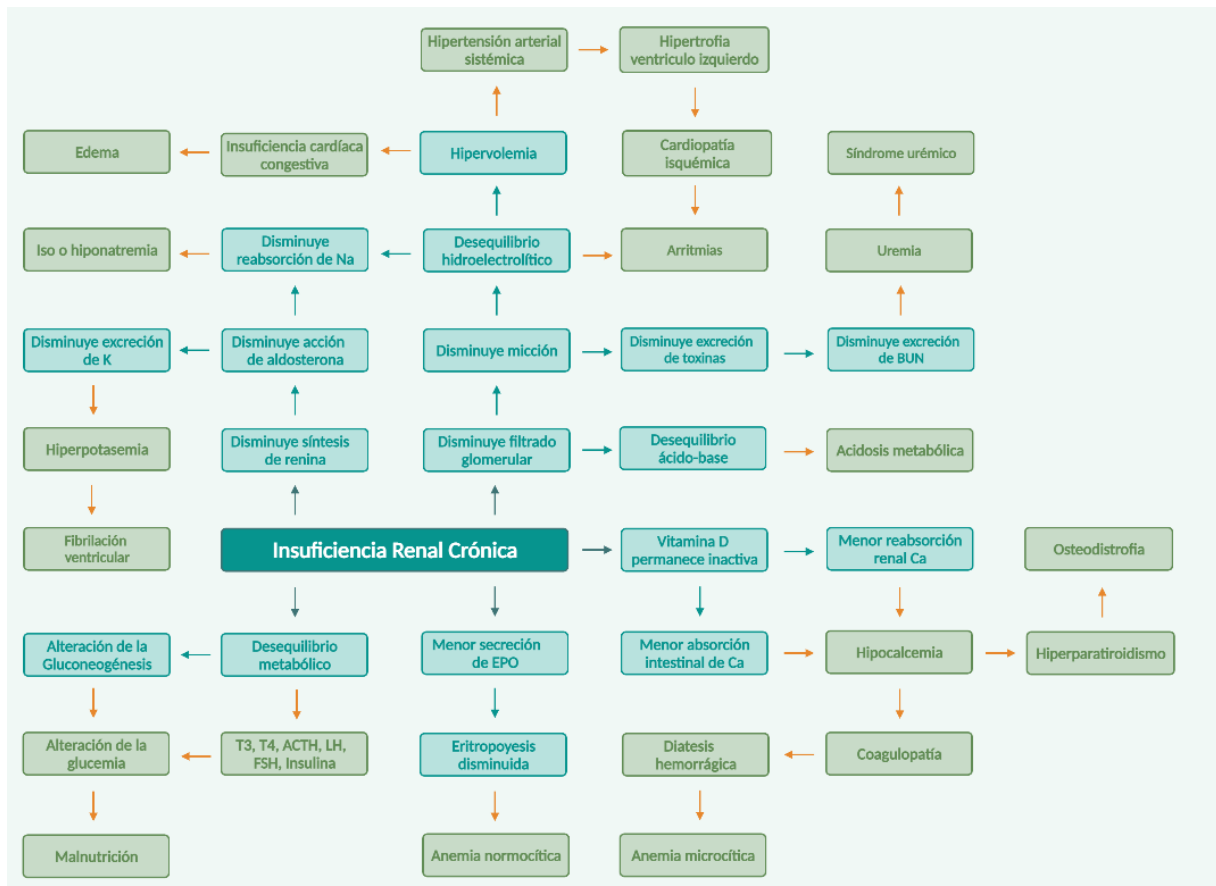 Hipertensión arterial
sistémica
Hipertrofia
ventriculo izquierdo
Edema
Insuficiencia cardíaca
congestiva
Hipervolemia
Cardiopatía
isquémica
Síndrome urémico
Iso o hiponatremia
Disminuye
reabsorción de Na
Desequilibrio
hidroelectrolítico
Arritmias
Uremia
Disminuye excreción
de K
Disminuye acción
de aldosterona
Disminuye micción
Disminuye excreción
de toxinas
Disminuye excreción
de BUN
Hiperpotasemia
Disminuye síntesis
de renina
Disminuye filtrado
glomerular
Desequilibrio
ácido-base
Acidosis metabólica
Fibrilación
ventricular
Insuficiencia Renal Crónica
Vitamina D
permanece inactiva
Menor reabsorción
renal Ca
Osteodistrofia
Alteración de la
Gluconeogénesis
Desequilibrio
metabólico
Menor secreción
de EPO
Menor absorción
intestinal de Ca
Hipocalcemia
Hiperparatiroidismo
Alteración de la
glucemia
T3, T4, ACTH, LH,
FSH, Insulina
Eritropoyesis
disminuida
Diatesis
hemorrágica
Coagulopatía
Malnutrición
Anemia normocítica
Anemia microcítica